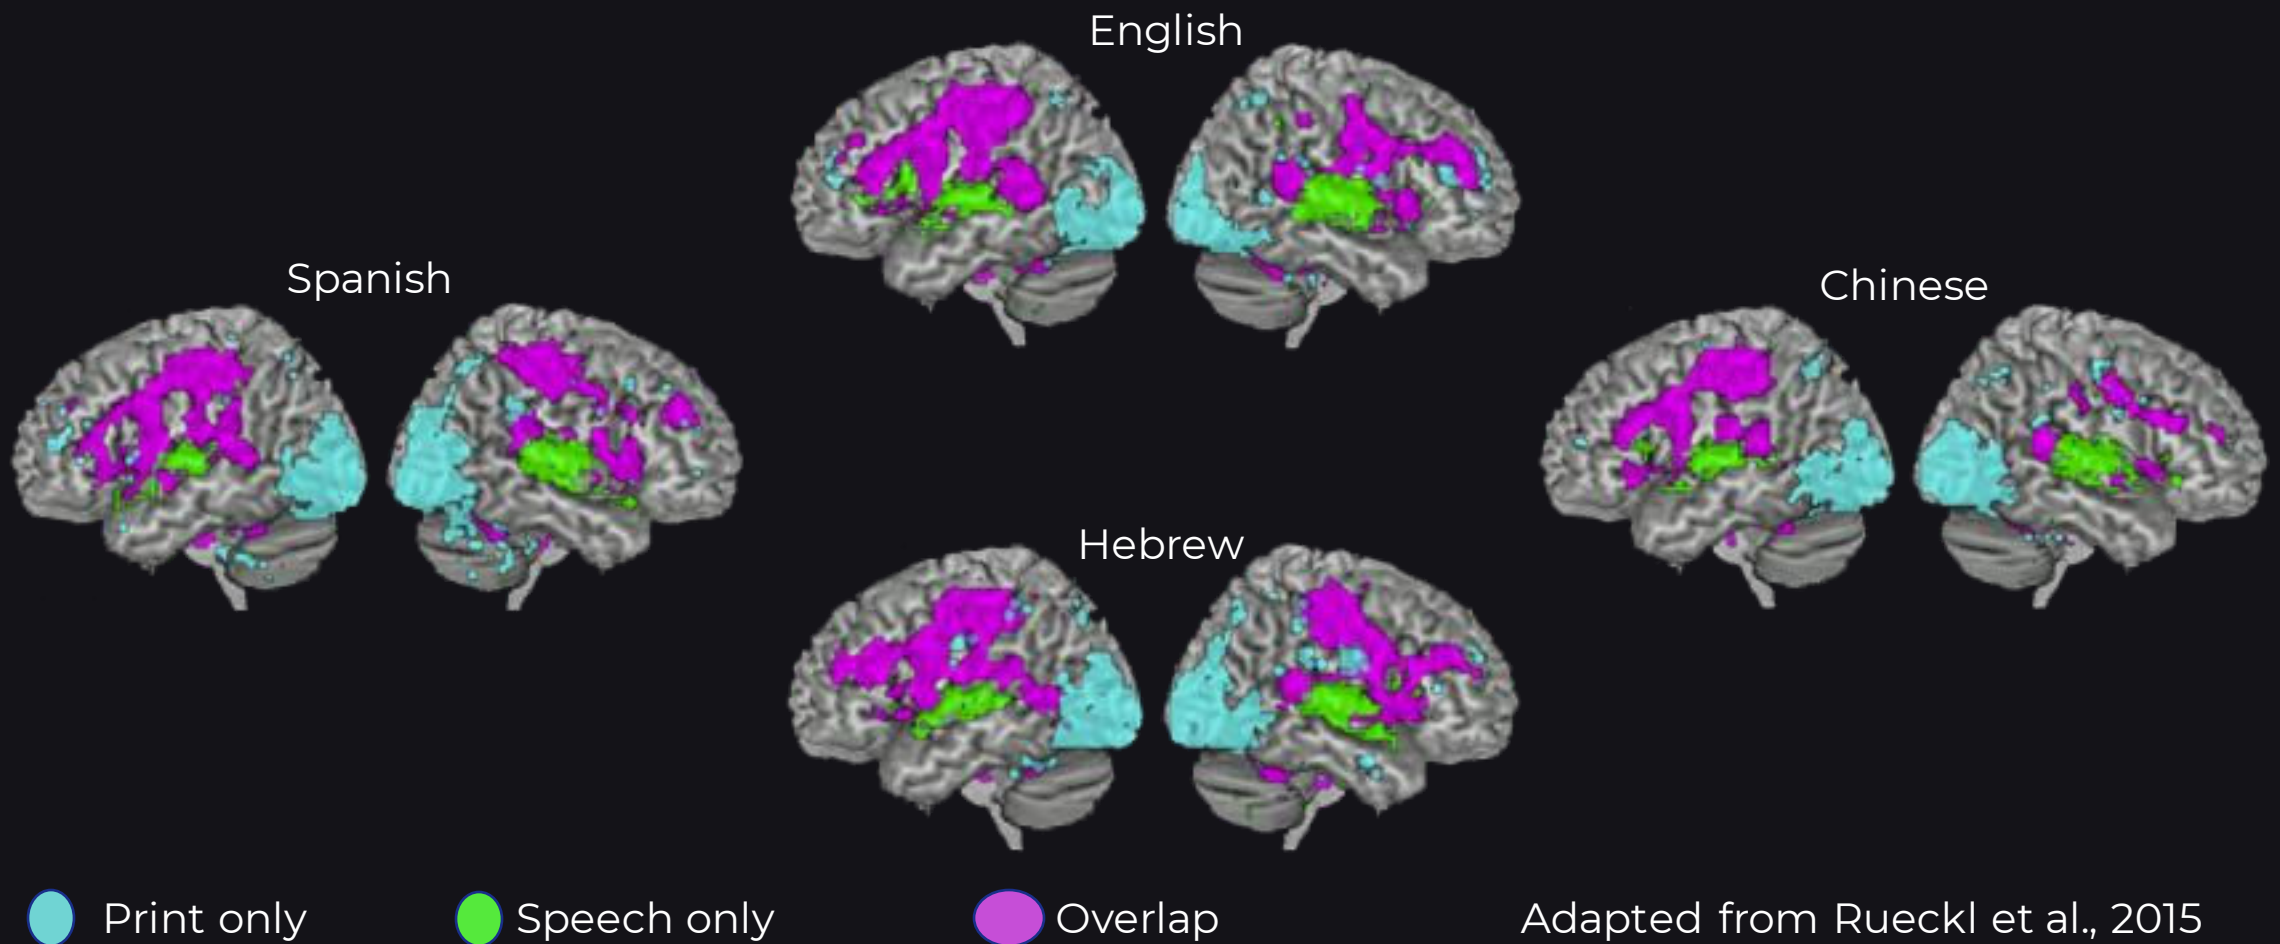 English
Spanish
Chinese
Hebrew
Print only
Speech only
Overlap
Adapted from Rueckl et al., 2015